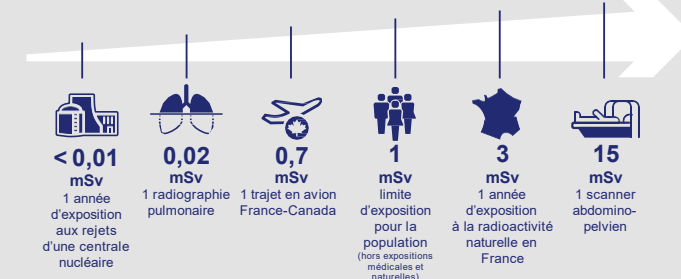 < 0,01
mSv
1 année
d'exposition
aux rejets
d'une centrale
nucléaire
0,02
mSv
1 radiographie
pulmonaire
0,7
mSv
1 trajet en avion
France-Canada
1
mSv
limite
d'exposition
pour la
population
(hors expositions
médicales et
naturelles)
3
mSv
1 année
d'exposition
à la radioactivité
naturelle en
France
15
mSv
1 scanner
abdomino-
pelvien